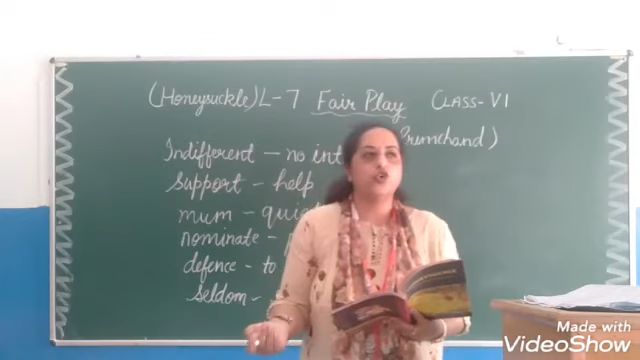 (Honeysuckle) L-7 Fair Play CLASS-VI
Premchand)
Indifferent – no int
support – help
mum – quie
nominate –
defence – to
seldom –
Made with
VideoShow